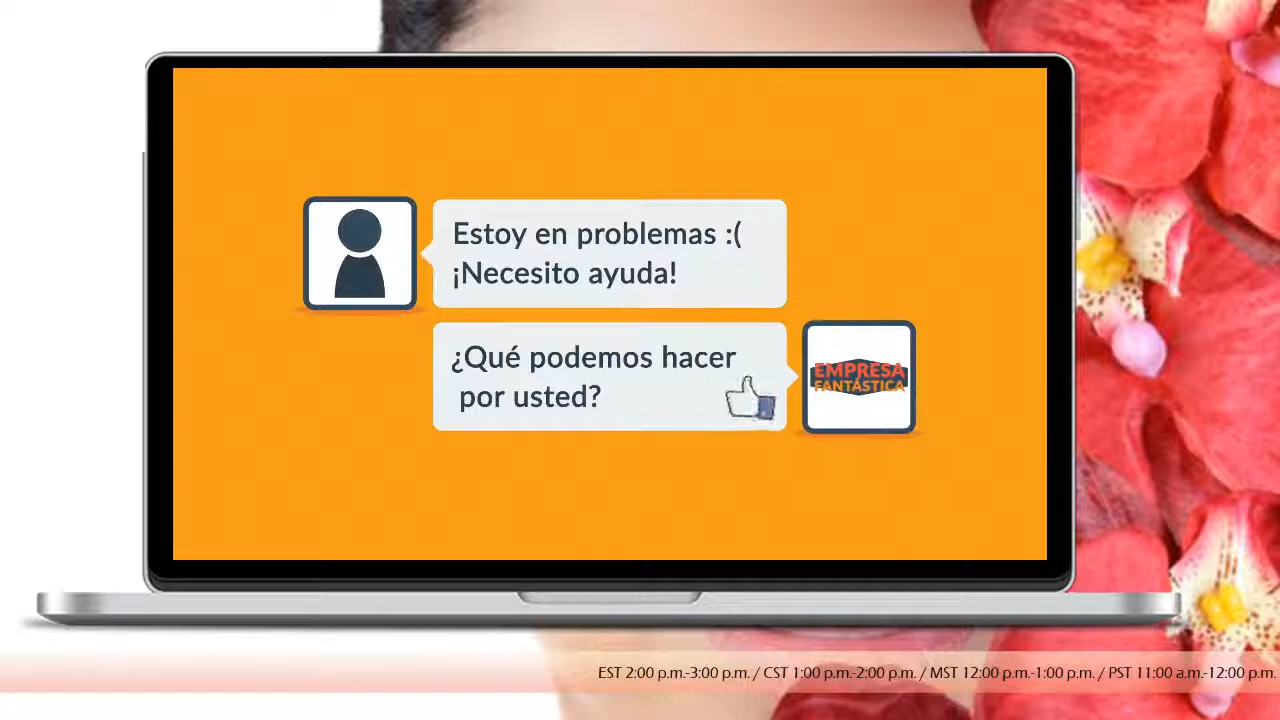 Estoy en problemas :(
¡Necesito ayuda!
¿Qué podemos hacer
por usted?
EMPRESA
FANTÁSTICA
EST 2:00 p.m.-3:00 p.m. / CST 1:00 p.m.-2:00 p.m. / MST 12:00 p.m.-1:00 p.m. / PST 11:00 a.m.-12:00 p.m.